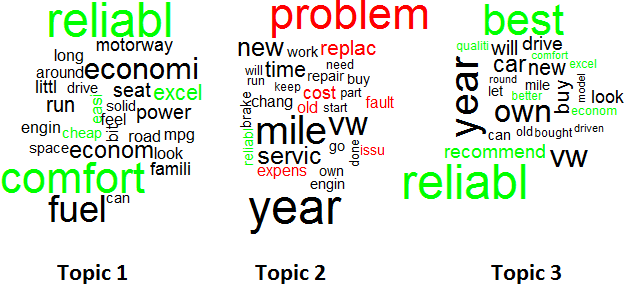 reliabl
long motorway
around economi
littl drive seat excel
run easi solid power
feel
engin cheap bit road mpg
space econom look
comfort famili
fuel can
Topic 1
problem
new work replac
will time need
run repair buy
keep cost part
chang old start fault
brake mile vw
reliabl servic go done issu
expens own
engin
year
Topic 2
best
qualiti will drive comfort
car new excel
year round mile model
let better buy look
own econom
can old bought driven
recommend vw
reliabl
Topic 3